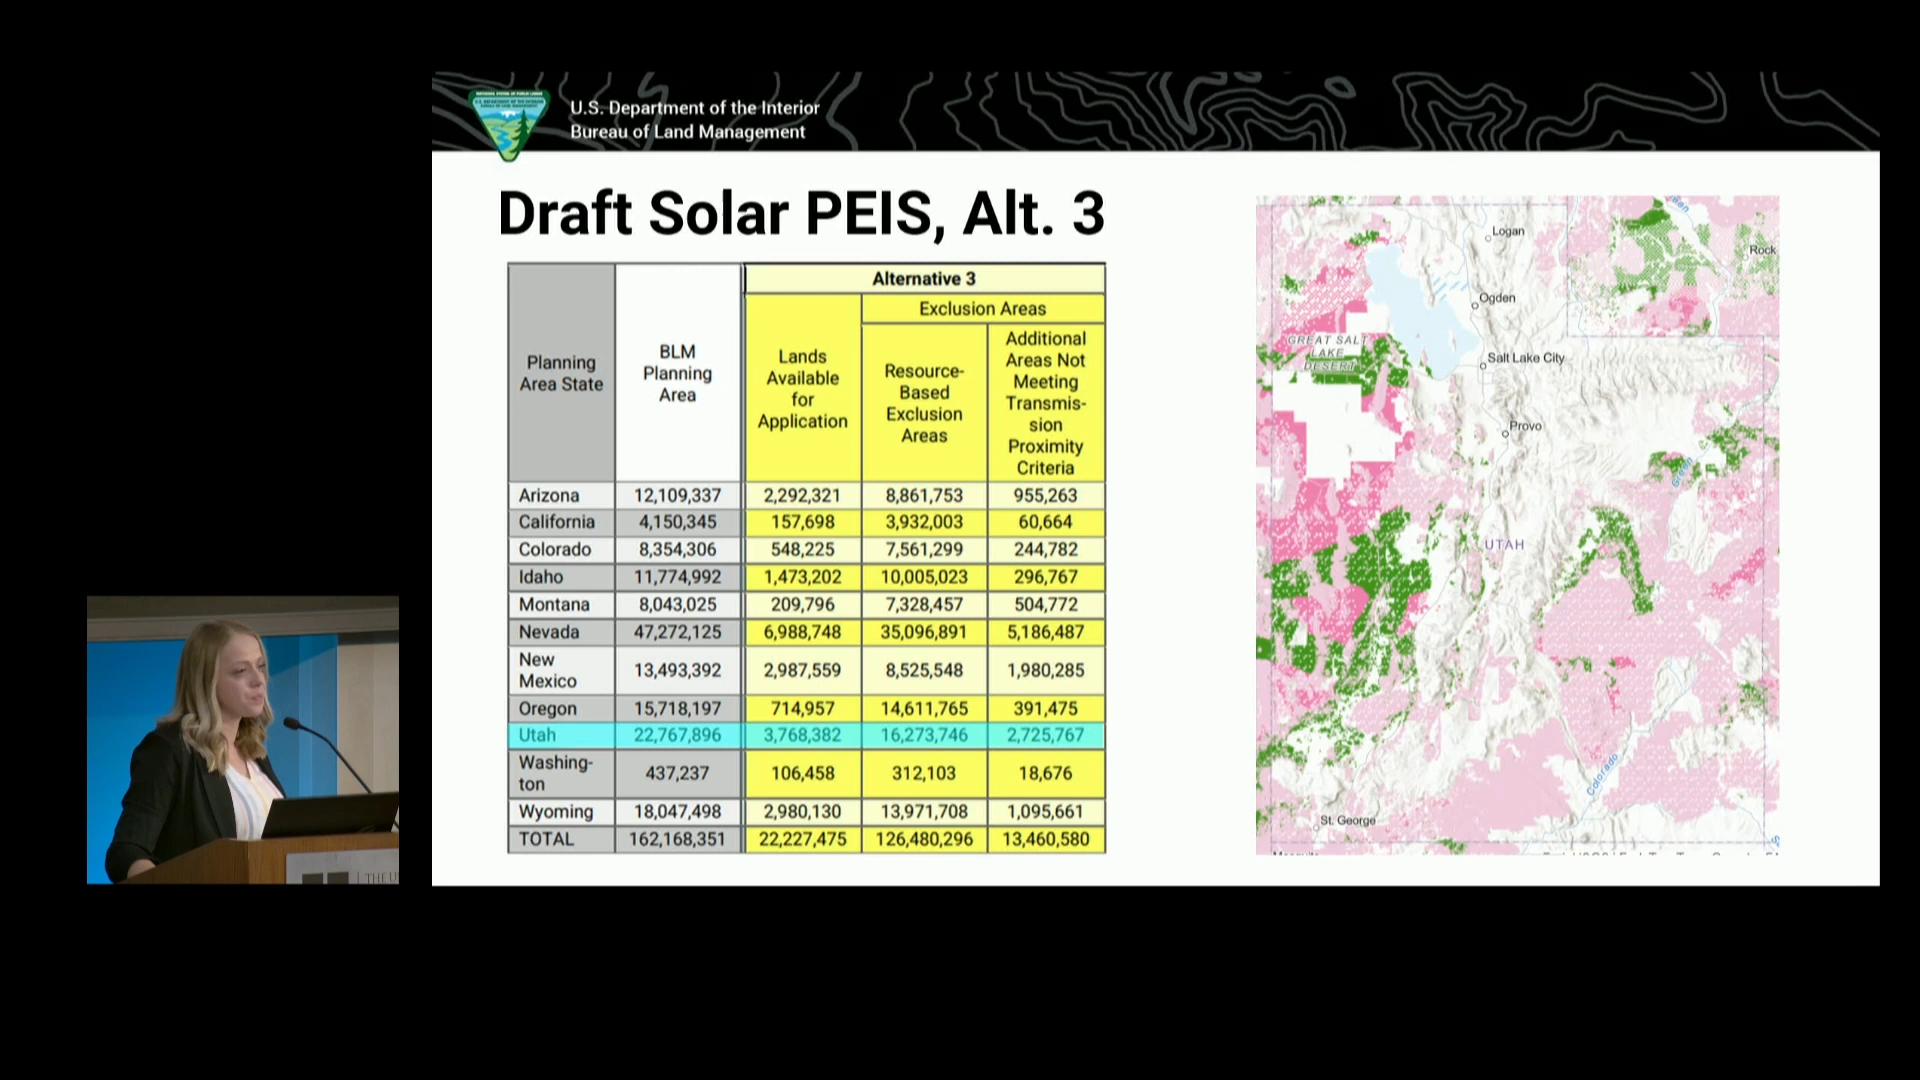 U.S. Department of the Interior
Bureau of Land Management
Draft Solar PEIS, Alt. 3
Planning
Area State
BLM
Planning
Area
Alternative 3
Lands
Available
for
Application
Exclusion Areas
Resource-
Based
Exclusion
Areas
Additional
Areas Not
Meeting
Transmis-
sion
Proximity
Criteria
Arizona 12,109,337 2,292,321 8,861,753 955,263
California 4,150,345 157,698 3,932,003 60,664
Colorado 8,354,306 548,225 7,561,299 244,782
Idaho 11,774,992 1,473,202 10,005,023 296,767
Montana 8,043,025 209,796 7,328,457 504,772
Nevada 47,272,125 6,988,748 35,096,891 5,186,487
New
Mexico 13,493,392 2,987,559 8,525,548 1,980,285
Oregon 15,718,197 714,957 14,611,765 391,475
Utah 22,767,896 3,768,382 16,273,746 2,725,767
Washing-
ton 437,237 106,458 312,103 18,676
Wyoming 18,047,498 2,980,130 13,971,708 1,095,661
TOTAL 162,168,351 22,227,475 126,480,296 13,460,580
Logan
Rock
Ogden
GREAT SALT
LAKE
DESERT
Salt Lake City
Provo
Green
UTAH
Colorado
St. George
THE U